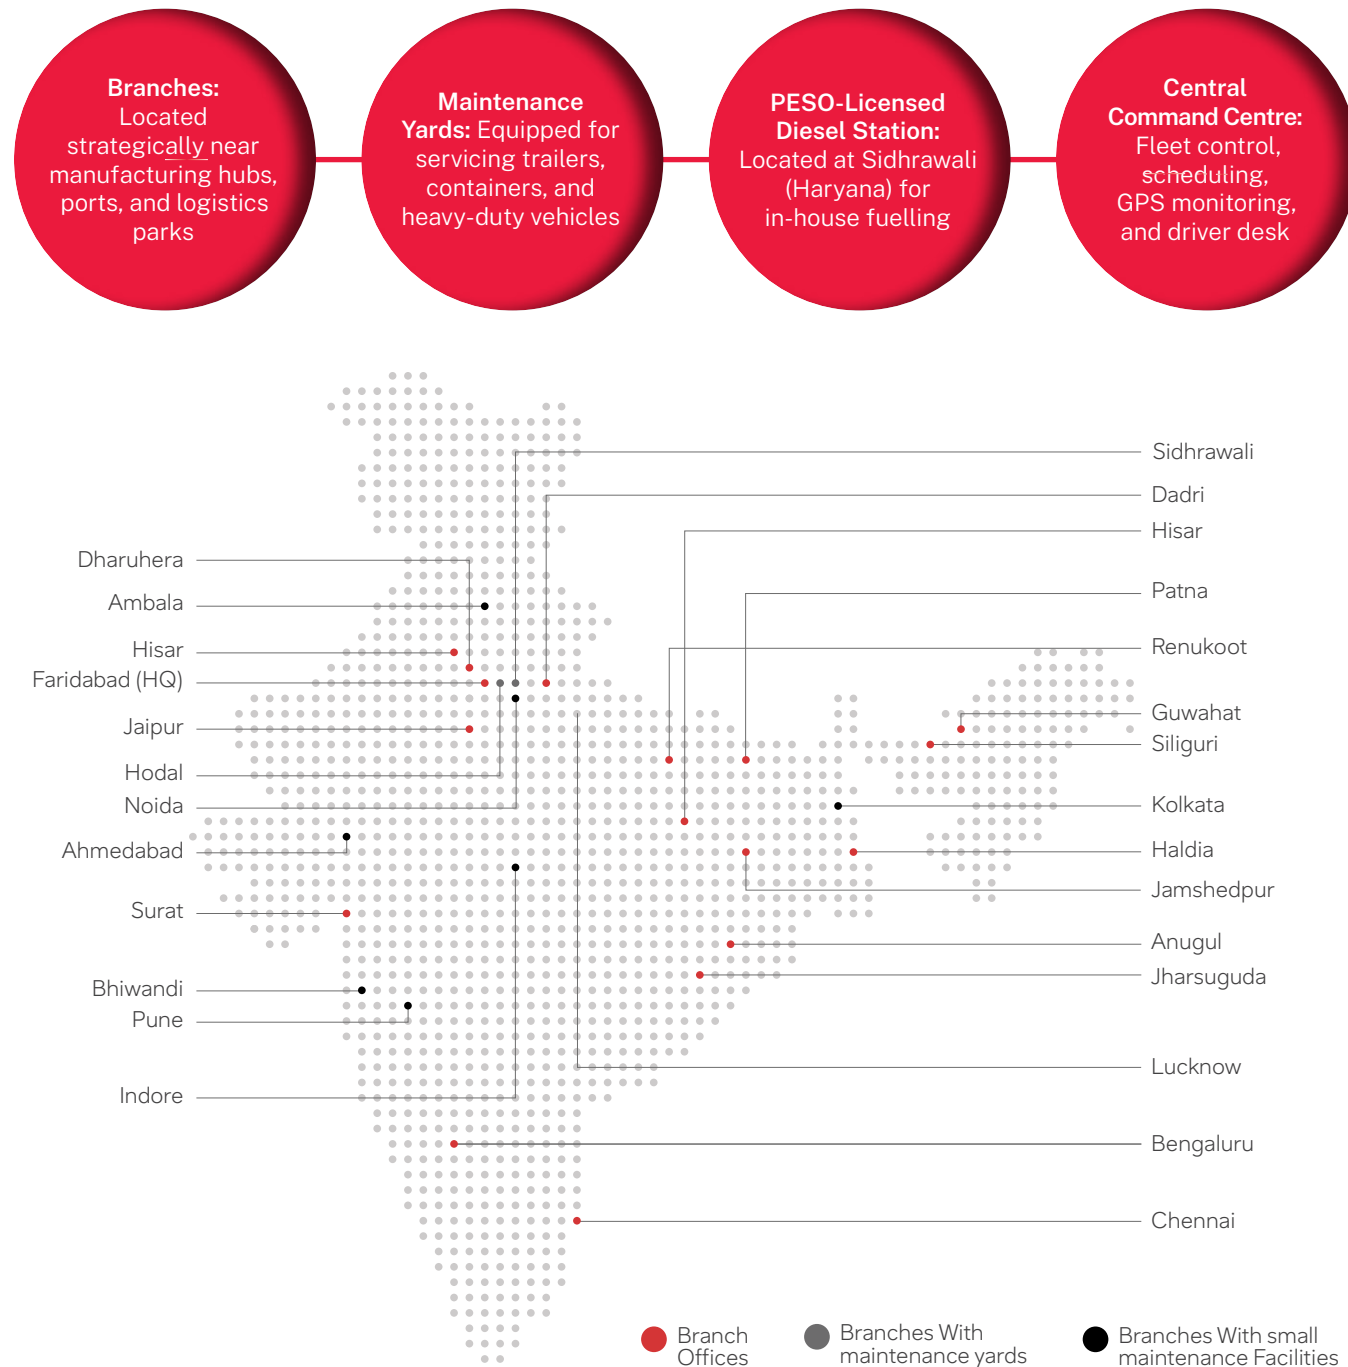 Branches:
Located
strategically near
manufacturing hubs,
ports, and logistics
parks
Maintenance
Yards: Equipped for
servicing trailers,
containers, and
heavy-duty vehicles
PESO-Licensed
Diesel Station:
Located at Sidhrawali
(Haryana) for
in-house fuelling
Central
Command Centre:
Fleet control,
scheduling,
GPS monitoring,
and driver desk
Dharuhera
Ambala
Hisar
Faridabad (HQ)
Jaipur
Hodal
Noida
Ahmedabad
Surat
Bhiwandi
Pune
Indore
Sidhrawali
Dadri
Hisar
Patna
Renukoot
Guwahat
Siliguri
Kolkata
Haldia
Jamshedpur
Anugul
Jharsuguda
Lucknow
Bengaluru
Chennai
Branch
Offices
Branches With
maintenance yards
Branches With small
maintenance Facilities